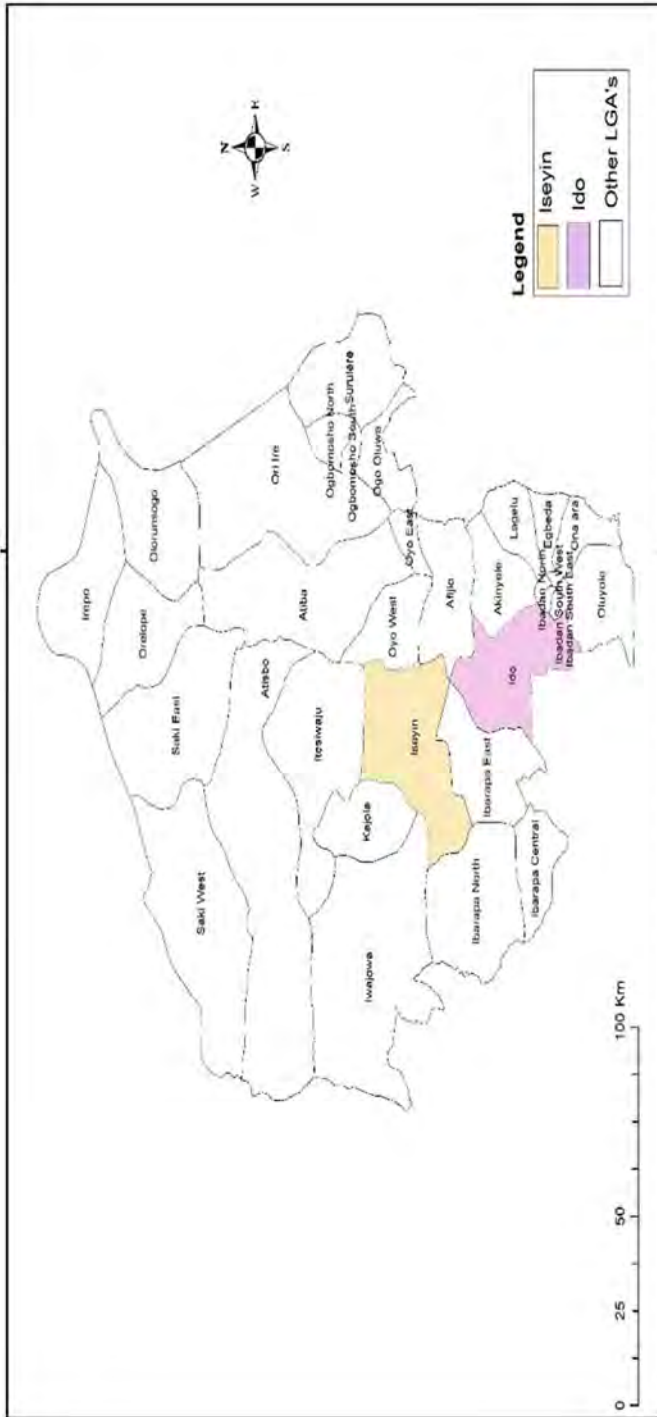 N
W
E
S
Irepo
Olorunsogo
Orelope
Saki East
Saki West
Atisbo
Ori Ire
Atiba
Itesiwaju
Ogbomosho North
Surulere
Ogbomosho South
Ogo Oluwa
Kajola
Iwajowa
Oyo East
Oyo West
Iseyin
Afijio
Akinyele
Lagelu
Ido
Ibarapa East
Ibarapa North
Ibarapa Central
Ibadan North
Egbeda
Ibadan South West
Ibadan South East
Ona ara
Oluyole
Legend
Iseyin
Ido
Other LGA's
0 25 50 100 Km